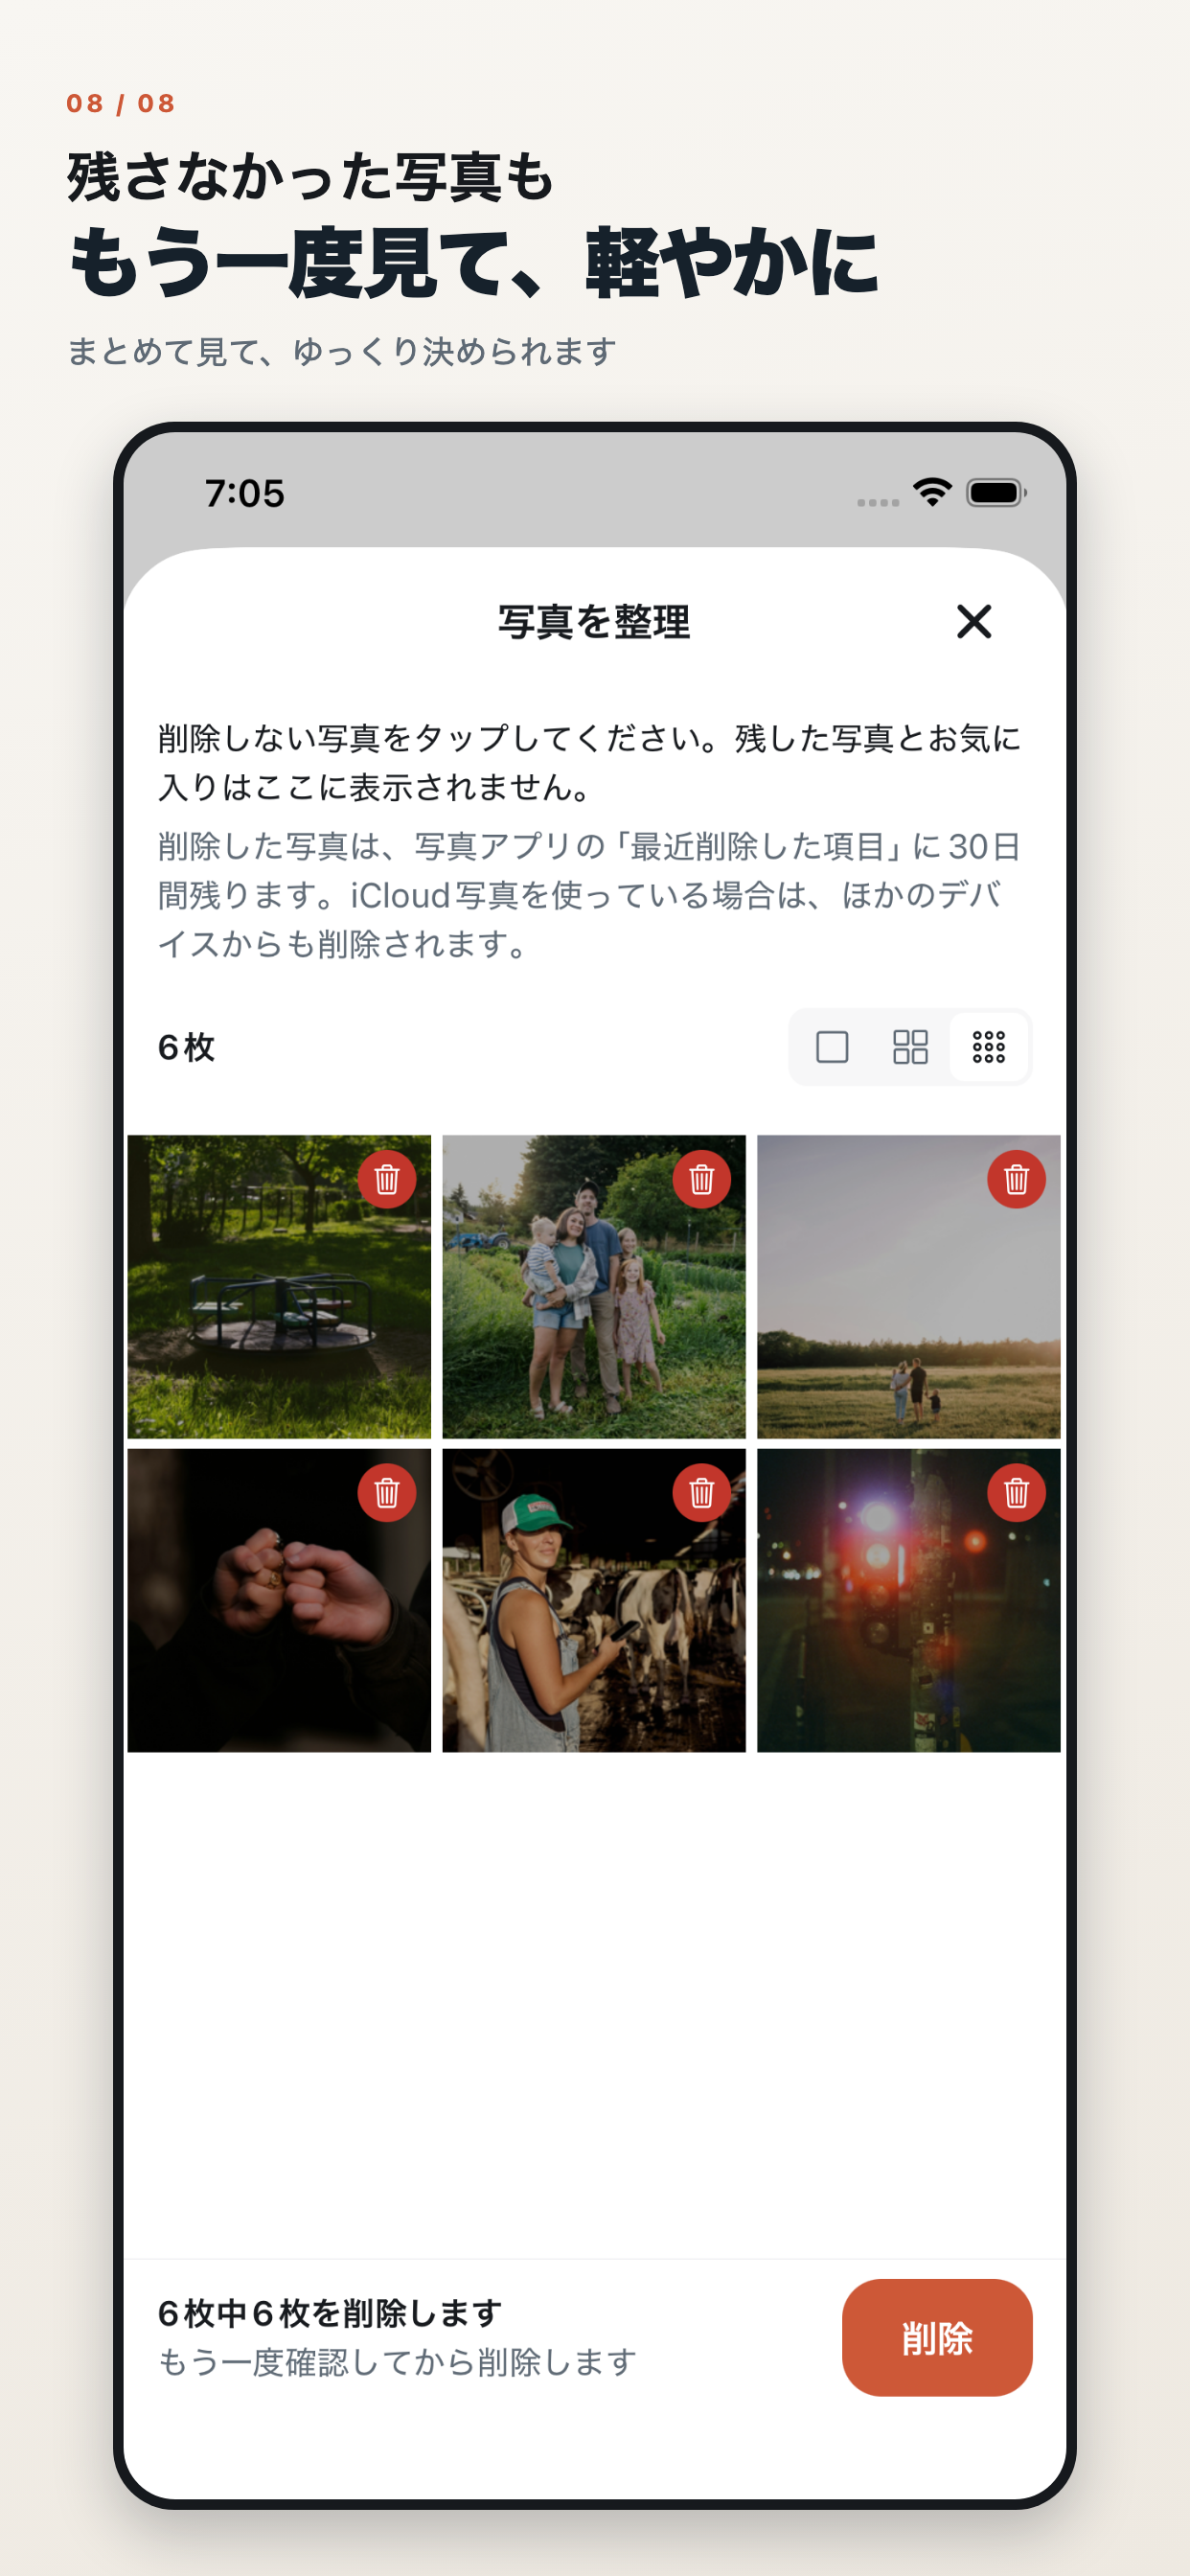 08 / 08
残さなかった写真も
もう一度見て、軽やかに
まとめて見て、ゆっくり決められます
7:05
写真を整理
削除しない写真をタップしてください。残した写真とお気に
入りはここに表示されません。
削除した写真は、写真アプリの「最近削除した項目」に30日
間残ります。iCloud写真を使っている場合は、ほかのデバ
イスからも削除されます。
6枚
6枚中6枚を削除します
もう一度確認してから削除します
削除